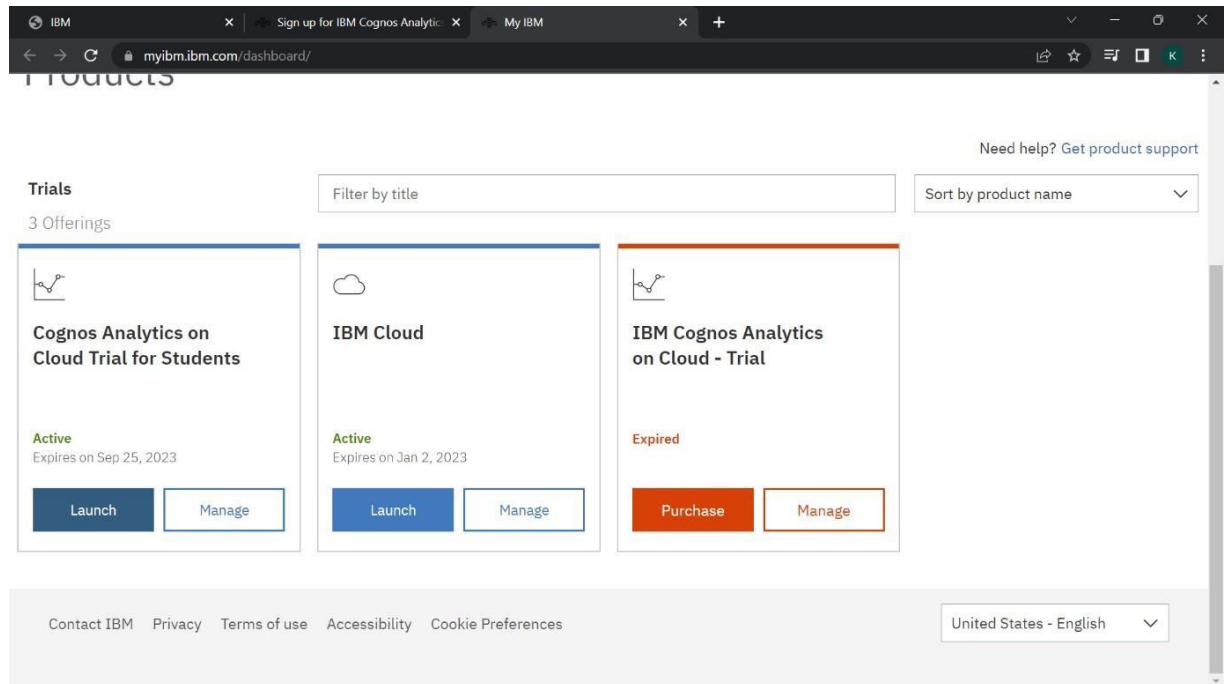 IBM
Sign up for IBM Cognos Analytic
My IBM
myibm.ibm.com/dashboard/
K
Products
Need help? Get product support
Trials
Filter by title
Sort by product name
3 Offerings
Cognos Analytics on
Cloud Trial for Students
Active
Expires on Sep 25, 2023
Launch
Manage
IBM Cloud
Active
Expires on Jan 2, 2023
Launch
Manage
IBM Cognos Analytics
on Cloud - Trial
Expired
Purchase
Manage
Contact IBM Privacy Terms of use Accessibility Cookie Preferences
United States - English